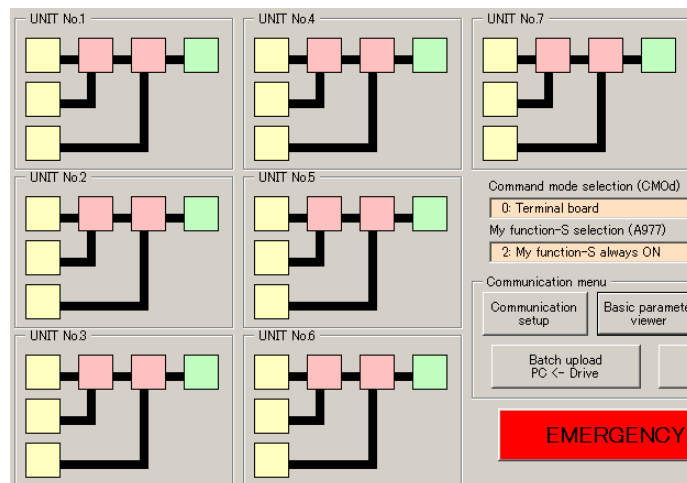 UNIT No.1
UNIT No.4
UNIT No.7
UNIT No.2
UNIT No.5
Command mode selection (CMOd)
0: Terminal board
My function-S selection (A977)
2: My function-S always ON
Communication menu
Communication
setup
Basic paramete
viewer
UNIT No.3
UNIT No.6
Batch upload
PC <- Drive
EMERGENCY